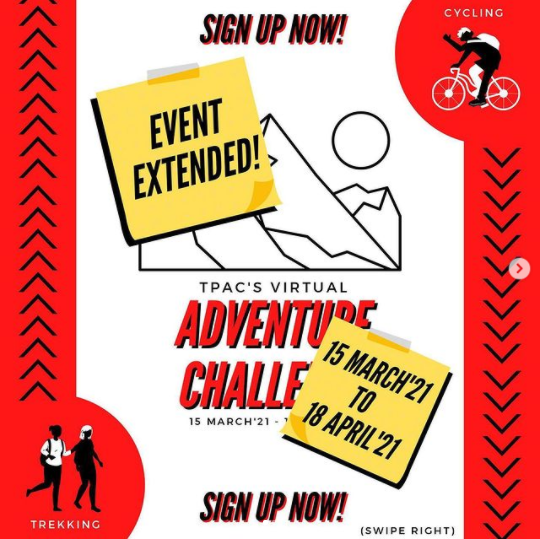 SIGN UP NOW!
CYCLING
EVENT
EXTENDED!
TPAC'S VIRTUAL
ADVENTURE
15 MARCH'21
TO
18 APRIL'21
15 MARCH'21 -
TREKKING
SIGN UP NOW!
(SWIPE RIGHT)